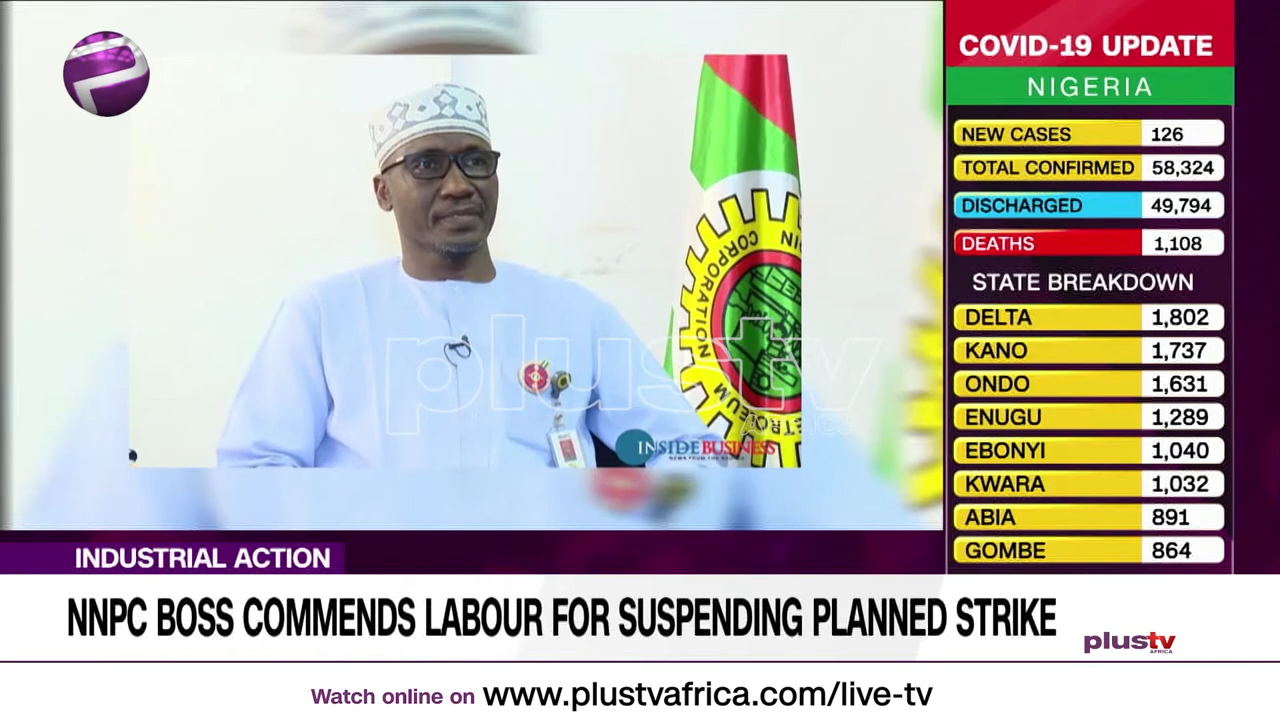 COVID-19 UPDATE
NIGERIA
NEW CASES 126
TOTAL CONFIRMED 58,324
DISCHARGED 49,794
DEATHS 1,108
STATE BREAKDOWN
DELTA 1,802
KANO 1,737
ONDO 1,631
ENUGU 1,289
EBONYI 1,040
KWARA 1,032
ABIA 891
GOMBE 864
CORPORATION
plustv
AFRICA
INSIDEBUSINESS
INDUSTRIAL ACTION
NNPC BOSS COMMENDS LABOUR FOR SUSPENDING PLANNED STRIKE
plustv
AFRICA
Watch online on www.plustvafrica.com/live-tv